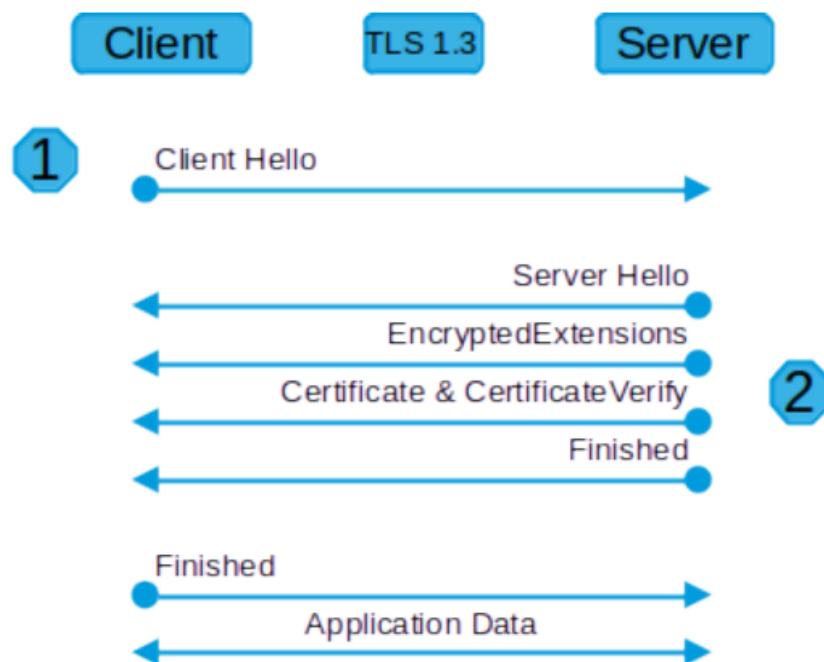 Client TLS 1.3 Server
1 Client Hello
Server Hello
EncryptedExtensions
Certificate & CertificateVerify
2
Finished
Finished
Application Data